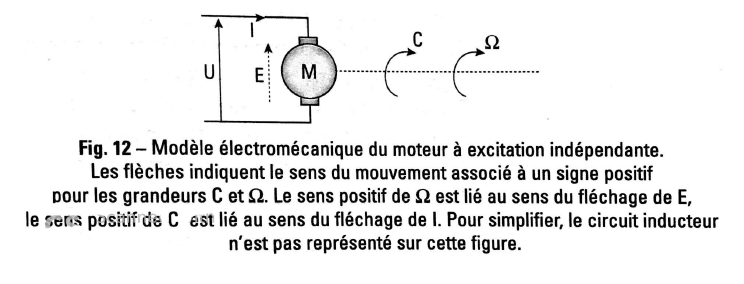 I
C
Ω
U
E
M
Fig. 12 – Modèle électromécanique du moteur à excitation indépendante.
Les flèches indiquent le sens du mouvement associé à un signe positif
pour les grandeurs C et Ω. Le sens positif de Ω est lié au sens du fléchage de E,
le sens positif de C est lié au sens du fléchage de I. Pour simplifier, le circuit inducteur
n'est pas représenté sur cette figure.